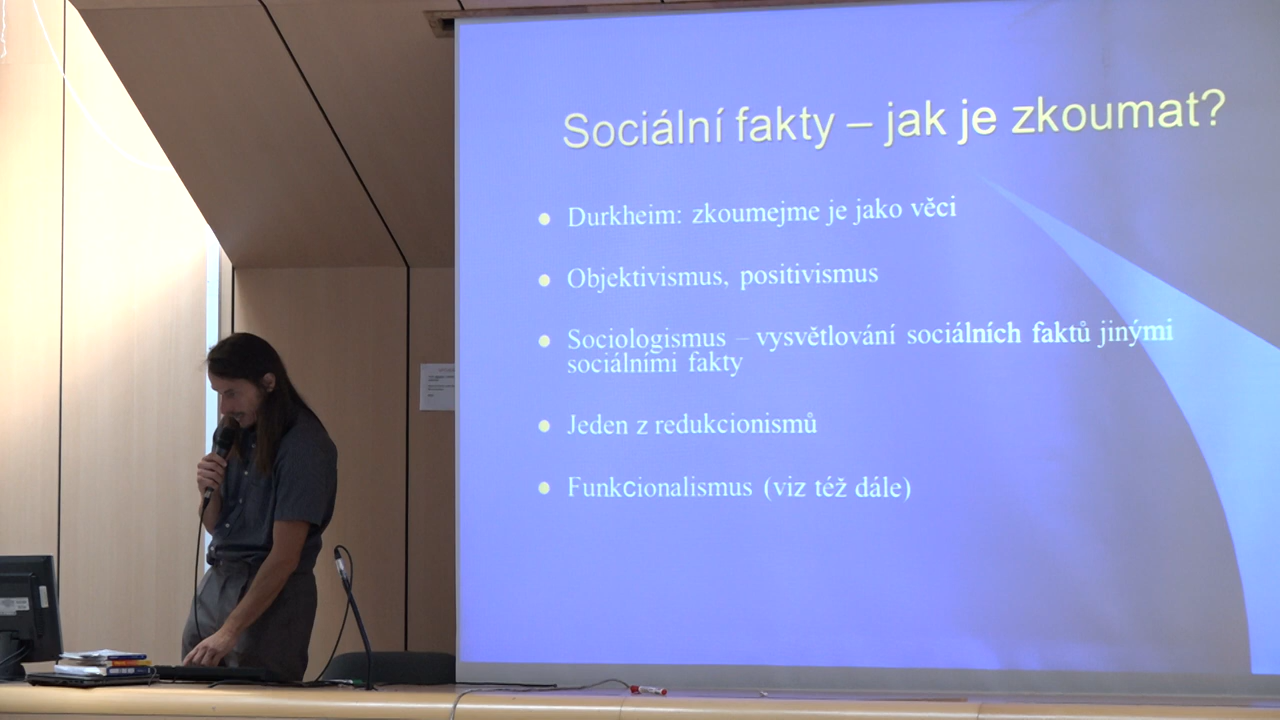 Sociální fakty – jak je zkoumat?
Durkheim: zkoumejme je jako věci
Objektivismus, positivismus
Sociologismus – vysvětlování sociálních faktů jinými
sociálními fakty
Jeden z redukcionismů
Funkcionalismus (viz též dále)